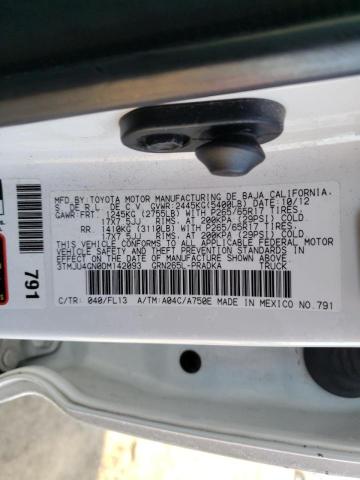 MFD. BY TOYOTA MOTOR MANUFACTURING DE BAJA CALIFORNIA.
S. DE R.L. DE C.V. GVWR:2445KG(5400LB) DATE:10/12
GAWR:FRT. 1245KG (2755LB) WITH P265/65R17 TIRES,
17X7.5JJ RIMS, AT 200KPA (29PSI) COLD
RR. 1410KG (3110LB) WITH P265/65R17 TIRES,
17X7.5JJ RIMS, AT 200KPA (29PSI) COLD
THIS VEHICLE CONFORMS TO ALL APPLICABLE FEDERAL MOTOR
VEHICLE SAFETY STANDARDS IN EFFECT ON THE DATE OF
MANUFACTURE SHOWN ABOVE.
3TMJU4GN0DM142093 GRN265L-PRADKA TRUCK
C/TR: 040/FL13 A/TM: A04C/A750E MADE IN MEXICO NO.791
791